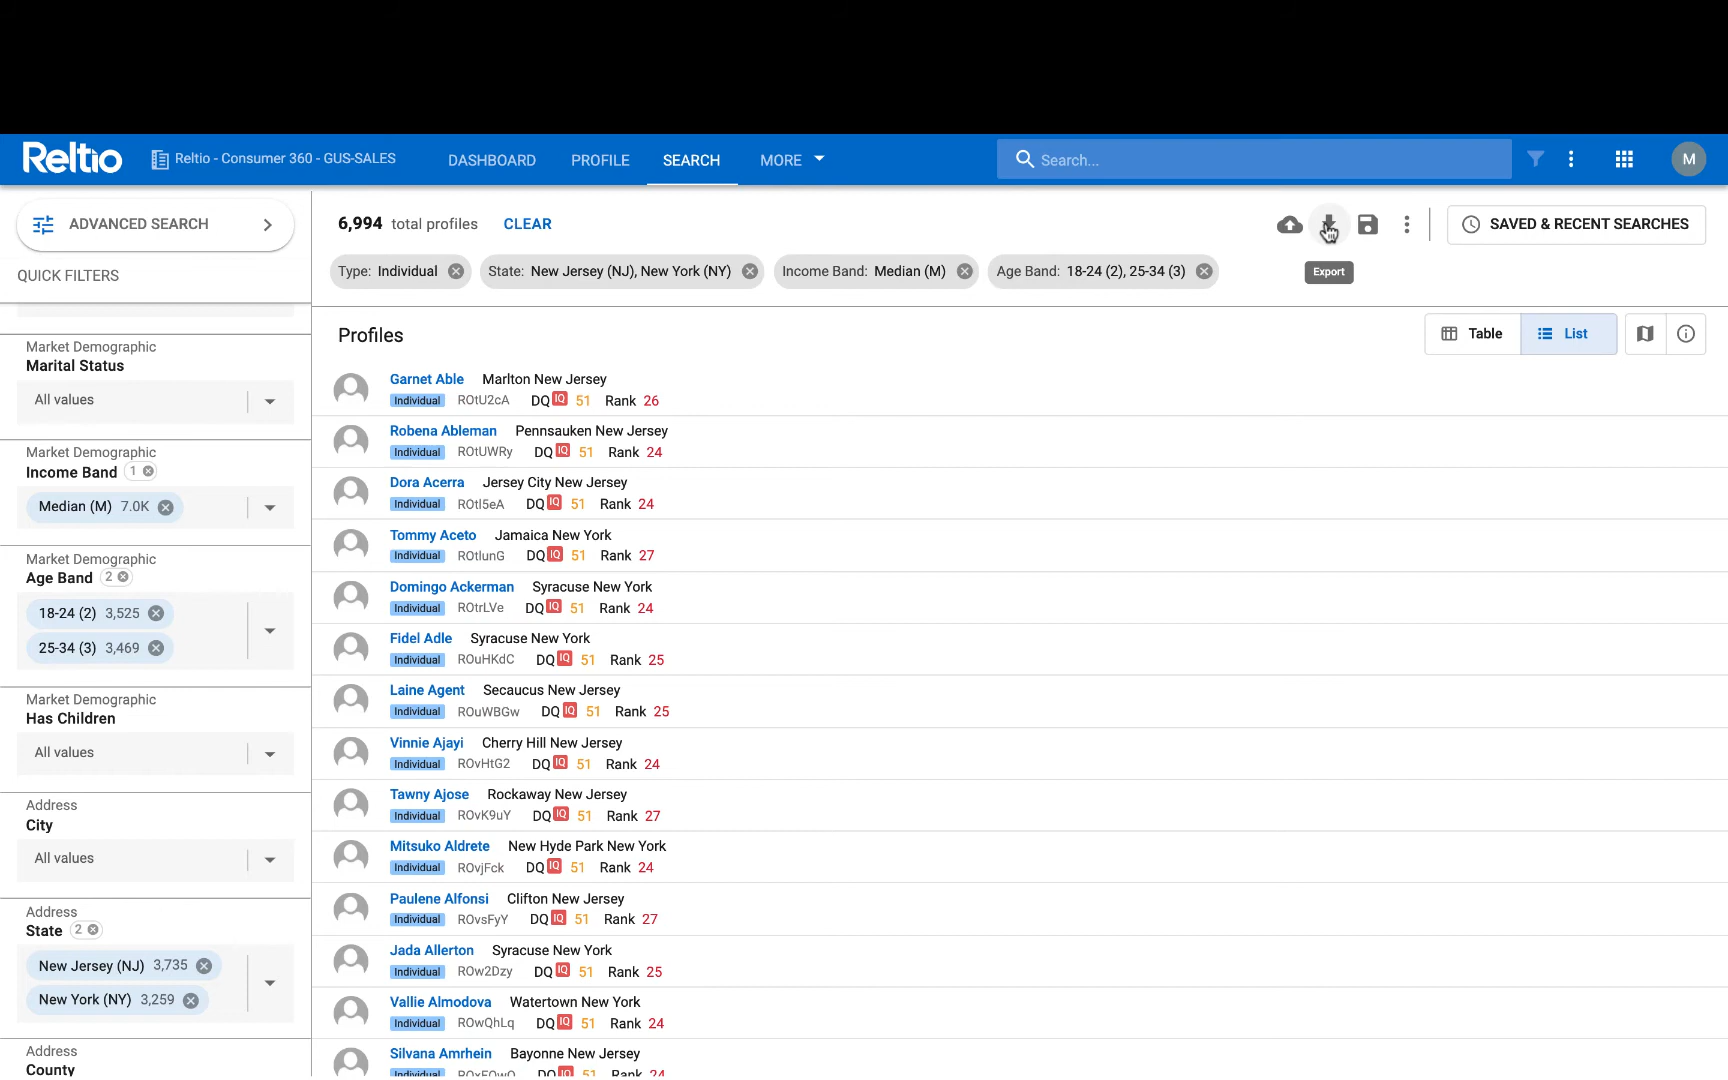 Reltio Reltio - Consumer 360 - GUS-SALES DASHBOARD PROFILE SEARCH MORE Search... M
ADVANCED SEARCH
QUICK FILTERS
Market Demographic
Marital Status
All values
Market Demographic
Income Band 1
Median (M) 7.0K
Market Demographic
Age Band 2
18-24 (2) 3,525
25-34 (3) 3,469
Market Demographic
Has Children
All values
Address
City
All values
Address
State 2
New Jersey (NJ) 3,735
New York (NY) 3,259
Address
County
6,994 total profiles CLEAR SAVED & RECENT SEARCHES
Type: Individual State: New Jersey (NJ), New York (NY) Income Band: Median (M) Age Band: 18-24 (2), 25-34 (3) Export
Profiles Table List
Garnet Able Marlton New Jersey
Individual ROtU2cA DQ IQ 51 Rank 26
Robena Ableman Pennsauken New Jersey
Individual ROtUWRy DQ IQ 51 Rank 24
Dora Acerra Jersey City New Jersey
Individual ROtI5eA DQ IQ 51 Rank 24
Tommy Aceto Jamaica New York
Individual ROtlunG DQ IQ 51 Rank 27
Domingo Ackerman Syracuse New York
Individual ROtrLVe DQ IQ 51 Rank 24
Fidel Adle Syracuse New York
Individual ROuHKdC DQ IQ 51 Rank 25
Laine Agent Secaucus New Jersey
Individual ROuWBGw DQ IQ 51 Rank 25
Vinnie Ajayi Cherry Hill New Jersey
Individual ROvHtG2 DQ IQ 51 Rank 24
Tawny Ajose Rockaway New Jersey
Individual ROvK9uY DQ IQ 51 Rank 27
Mitsuko Aldrete New Hyde Park New York
Individual ROvjFck DQ IQ 51 Rank 24
Paulene Alfonsi Clifton New Jersey
Individual ROvsFyY DQ IQ 51 Rank 27
Jada Allerton Syracuse New York
Individual ROw2Dzy DQ IQ 51 Rank 25
Vallie Almodova Watertown New York
Individual ROwQhLq DQ IQ 51 Rank 24
Silvana Amrhein Bayonne New Jersey
Individual DQ IQ 51 Rank 24